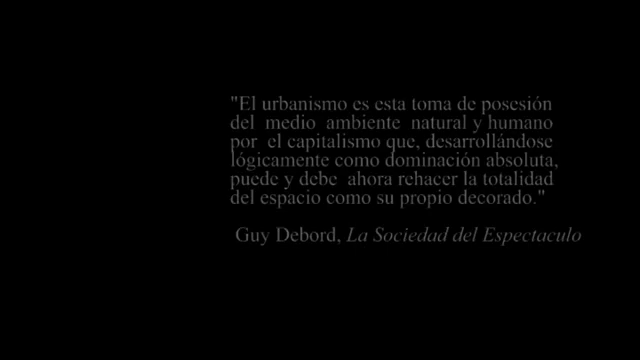 "El urbanismo es esta toma de posesión
del medio ambiente natural y humano
por el capitalismo que, desarrollándose
lógicamente como dominación absoluta,
puede y debe ahora rehacer la totalidad
del espacio como su propio decorado."
Guy Debord, La Sociedad del Espectaculo